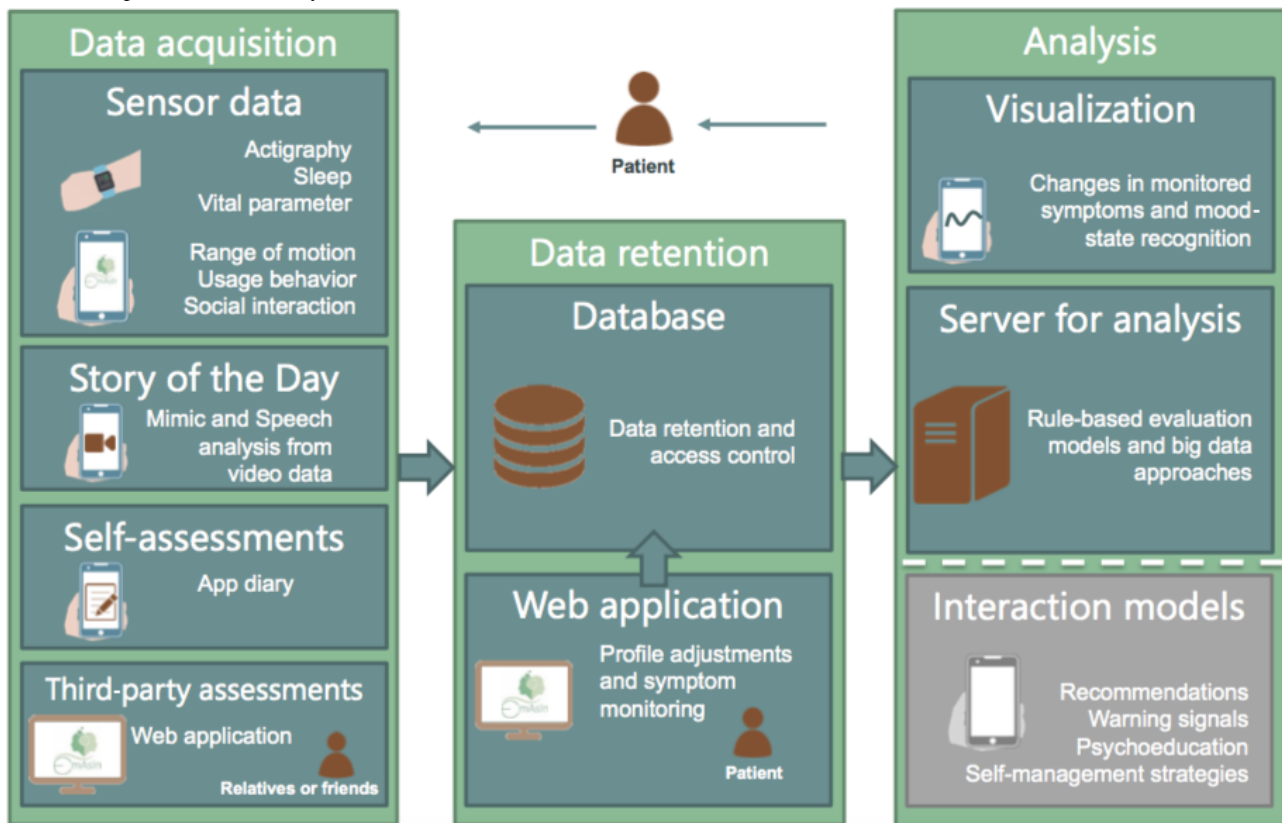 Data acquisition
Sensor data
Actigraphy
Sleep
Vital parameter
Range of motion
Usage behavior
Social interaction
Story of the Day
Mimic and Speech
analysis from
video data
Self-assessments
App diary
Third-party assessments
Web application
Relatives or friends
Patient
Data retention
Database
Data retention and
access control
Web application
Profile adjustments
and symptom
monitoring
Patient
Analysis
Visualization
Changes in monitored
symptoms and mood-
state recognition
Server for analysis
Rule-based evaluation
models and big data
approaches
Interaction models
Recommendations
Warning signals
Psychoeducation
Self-management strategies